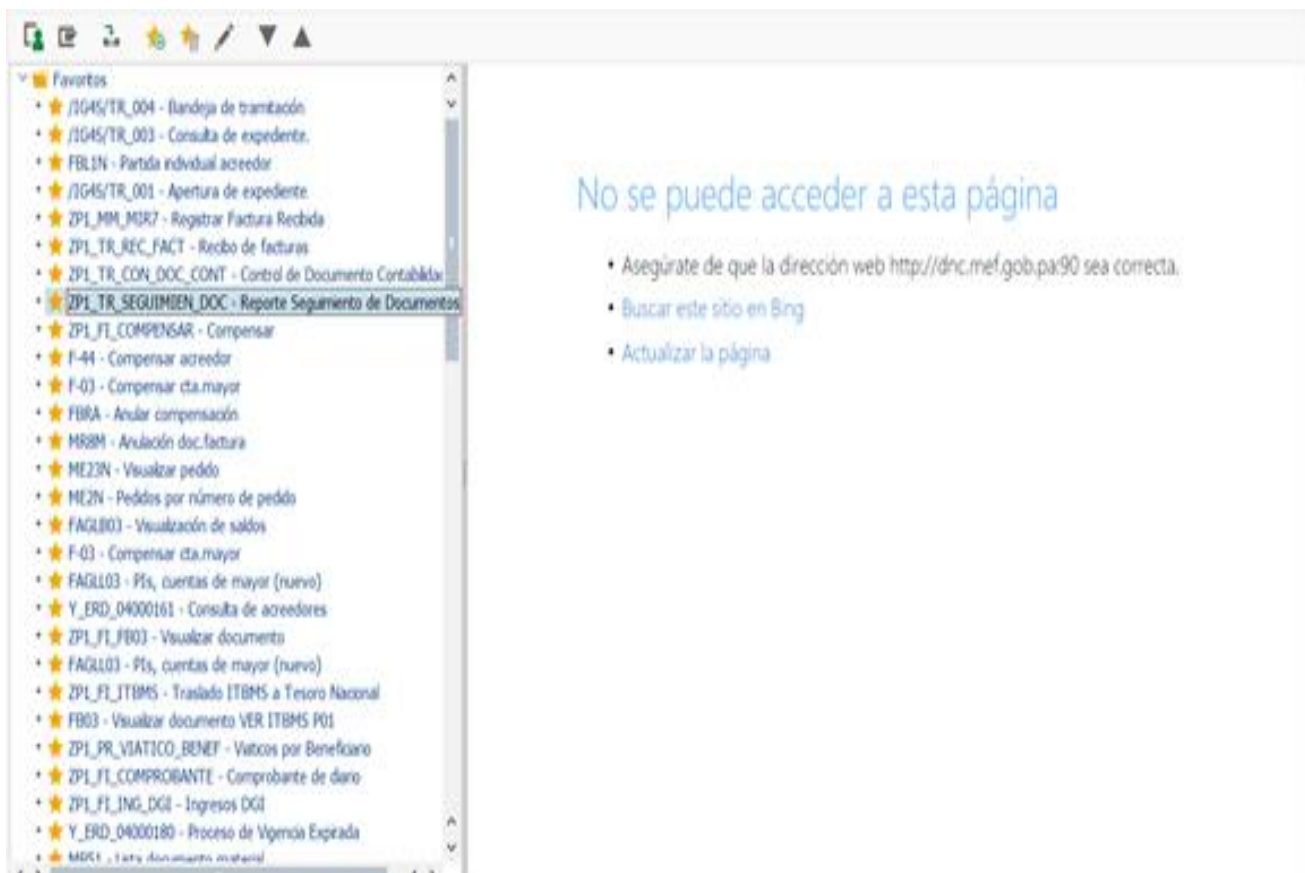 Favoritos
/IG4S/TR_004 - Bandeja de tramitación
/IG4S/TR_003 - Consulta de expediente.
FBL1N - Partida individual acreedor
/IG4S/TR_001 - Apertura de expediente.
ZP1_MM_MIR7 - Registrar Factura Recibida
ZP1_TR_REC_FACT - Recibo de facturas
ZP1_TR_CON_DOC_CONT - Control de Documento Contabilidad
ZP1_TR_SEGUIMIEN_DOC - Reporte Seguimiento de Documentos
ZP1_FI_COMPENSAR - Compensar
F-44 - Compensar acreedor
F-03 - Compensar cta.mayor
FBRA - Anular compensación
MR8M - Anulación doc.factura
ME23N - Visualizar pedido
ME2N - Pedidos por número de pedido
FAGLB03 - Visualización de saldos
F-03 - Compensar cta.mayor
FAGLL03 - PIs, cuentas de mayor (nuevo)
Y_ERD_04000161 - Consulta de acreedores
ZP1_FI_FB03 - Visualizar documento
FAGLL03 - PIs, cuentas de mayor (nuevo)
ZP1_FI_ITBMS - Traslado ITBMS a Tesoro Nacional
FB03 - Visualizar documento VER ITBMS P01
ZP1_PR_VIATICO_BENEF - Viaticos por Beneficiario
ZP1_FI_COMPROBANTE - Comprobante de diario
ZP1_FI_ING_DGI - Ingresos DGI
Y_ERD_04000180 - Proceso de Vigencia Expirada
MB51 - Lista documento material
No se puede acceder a esta página
• Asegúrate de que la dirección web http://dnc.mef.gob.pa:90 sea correcta.
• Buscar este sitio en Bing
• Actualizar la página